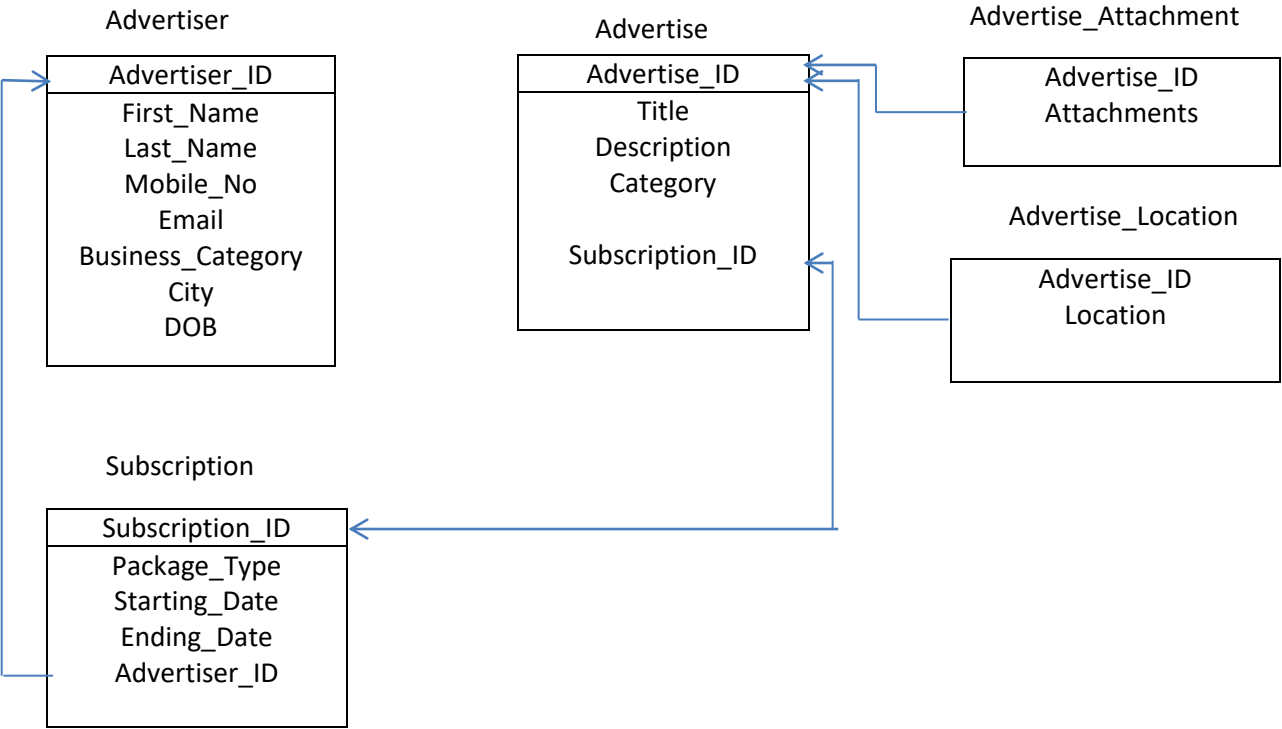 Advertiser
Advertiser_ID
First_Name
Last_Name
Mobile_No
Email
Business_Category
City
DOB
Advertise
Advertise_ID
Title
Description
Category
Subscription_ID
Advertise_Attachment
Advertise_ID
Attachments
Advertise_Location
Advertise_ID
Location
Subscription
Subscription_ID
Package_Type
Starting_Date
Ending_Date
Advertiser_ID